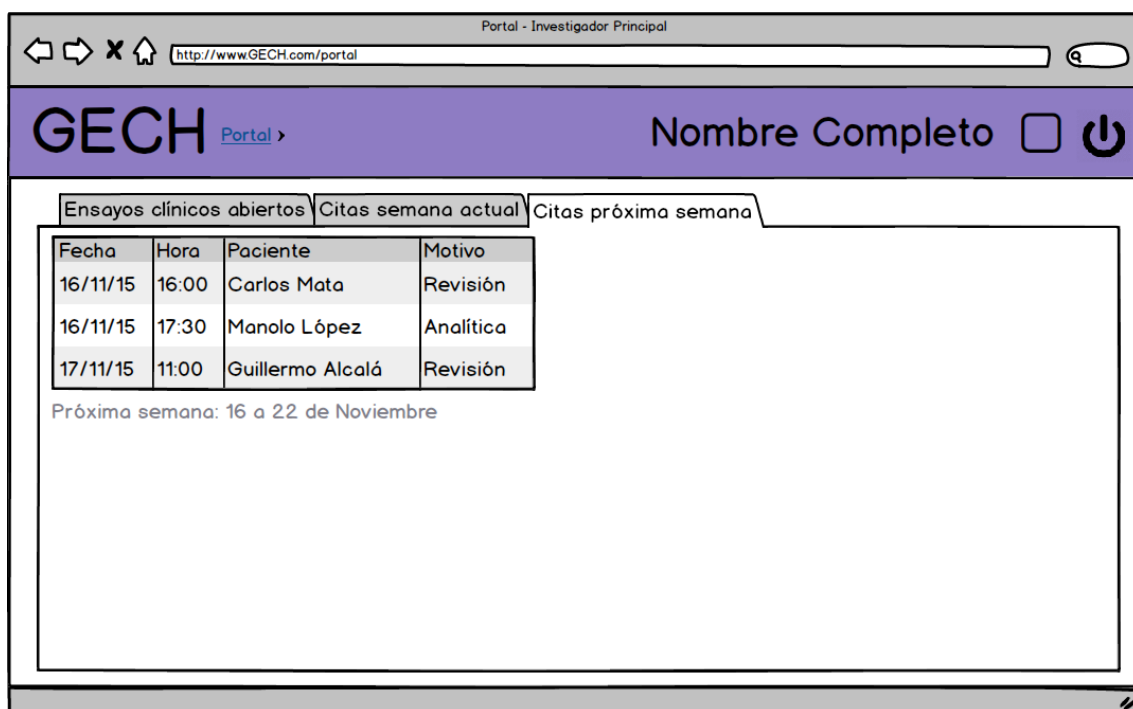 Portal - Investigador Principal
http://www.GECH.com/portal
GECH Portal > Nombre Completo
Ensayos clínicos abiertos Citas semana actual Citas próxima semana
Fecha Hora Paciente Motivo
16/11/15 16:00 Carlos Mata Revisión
16/11/15 17:30 Manolo López Analítica
17/11/15 11:00 Guillermo Alcalá Revisión
Próxima semana: 16 a 22 de Noviembre